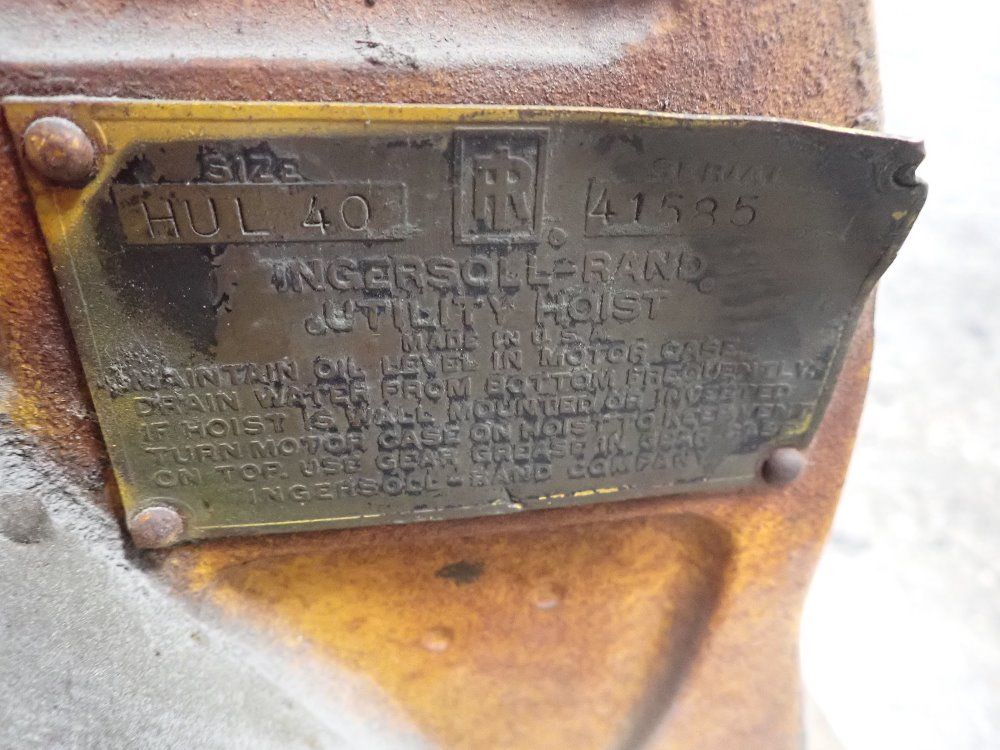 SIZE
SERIAL
HUL 40
IR
41585
INGERSOLL-RAND
UTILITY HOIST
MADE IN U.S.A.
MAINTAIN OIL LEVEL IN MOTOR CASE
DRAIN WATER FROM BOTTOM FREQUENTLY.
IF HOIST IS WALL MOUNTED OR INVERTED
TURN MOTOR CASE ON HOIST TO KEEP VENT
ON TOP. USE GEAR GREASE IN GEAR CASE.
INGERSOLL-RAND COMPANY